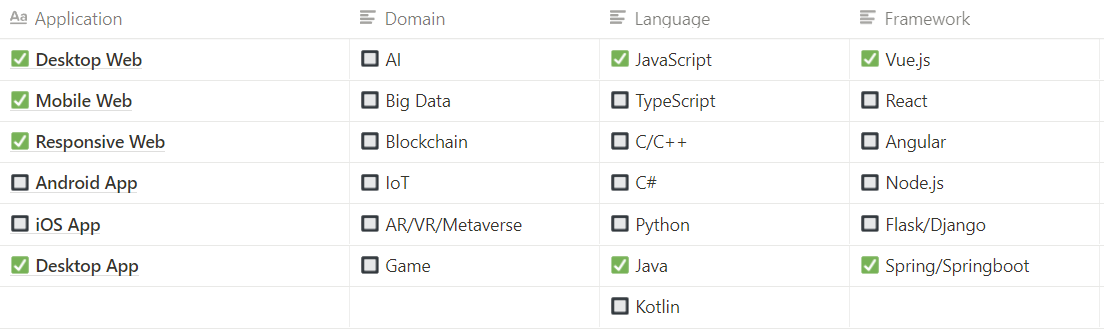 Aa Application Domain Language Framework
✅ Desktop Web 🔲 AI ✅ JavaScript ✅ Vue.js
✅ Mobile Web 🔲 Big Data 🔲 TypeScript 🔲 React
✅ Responsive Web 🔲 Blockchain 🔲 C/C++ 🔲 Angular
🔲 Android App 🔲 IoT 🔲 C# 🔲 Node.js
🔲 iOS App 🔲 AR/VR/Metaverse 🔲 Python 🔲 Flask/Django
✅ Desktop App 🔲 Game ✅ Java ✅ Spring/Springboot
🔲 Kotlin